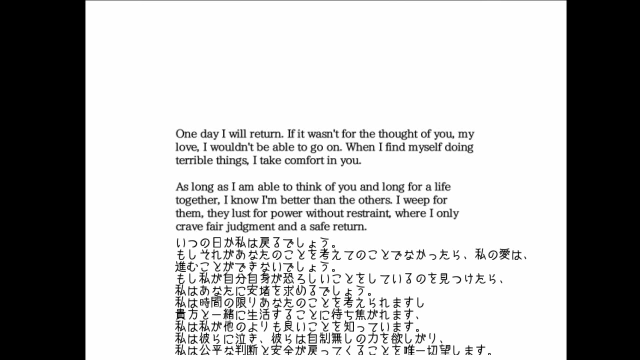 One day I will return. If it wasn't for the thought of you, my
love, I wouldn't be able to go on. When I find myself doing
terrible things, I take comfort in you.
As long as I am able to think of you and long for a life
together, I know I'm better than the others. I weep for
them, they lust for power without restraint, where I only
crave fair judgment and a safe return.
いつの日か私は戻るでしょう。
もしそれがあなたのことを考えてのことでなかったら、私の愛は、
進むことができないでしょう。
もし私が自分自身が恐ろしいことをしているのを見つけたら、
私はあなたに安堵を求めるでしょう。
私は時間の限りあなたのことを考えられますし
貴方と一緒に生活することに待ち焦がれます、
私は私が他のよりも良いことを知っています。
私は彼らに泣き、彼らは自制無しの力を欲しがり、
私は公平な判断と安全が戻ってくることを唯一切望します。